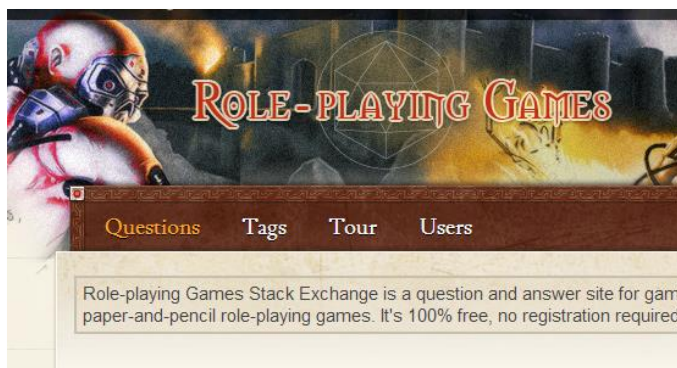 Role-playing Games
Questions Tags Tour Users
Role-playing Games Stack Exchange is a question and answer site for gam
paper-and-pencil role-playing games. It's 100% free, no registration required